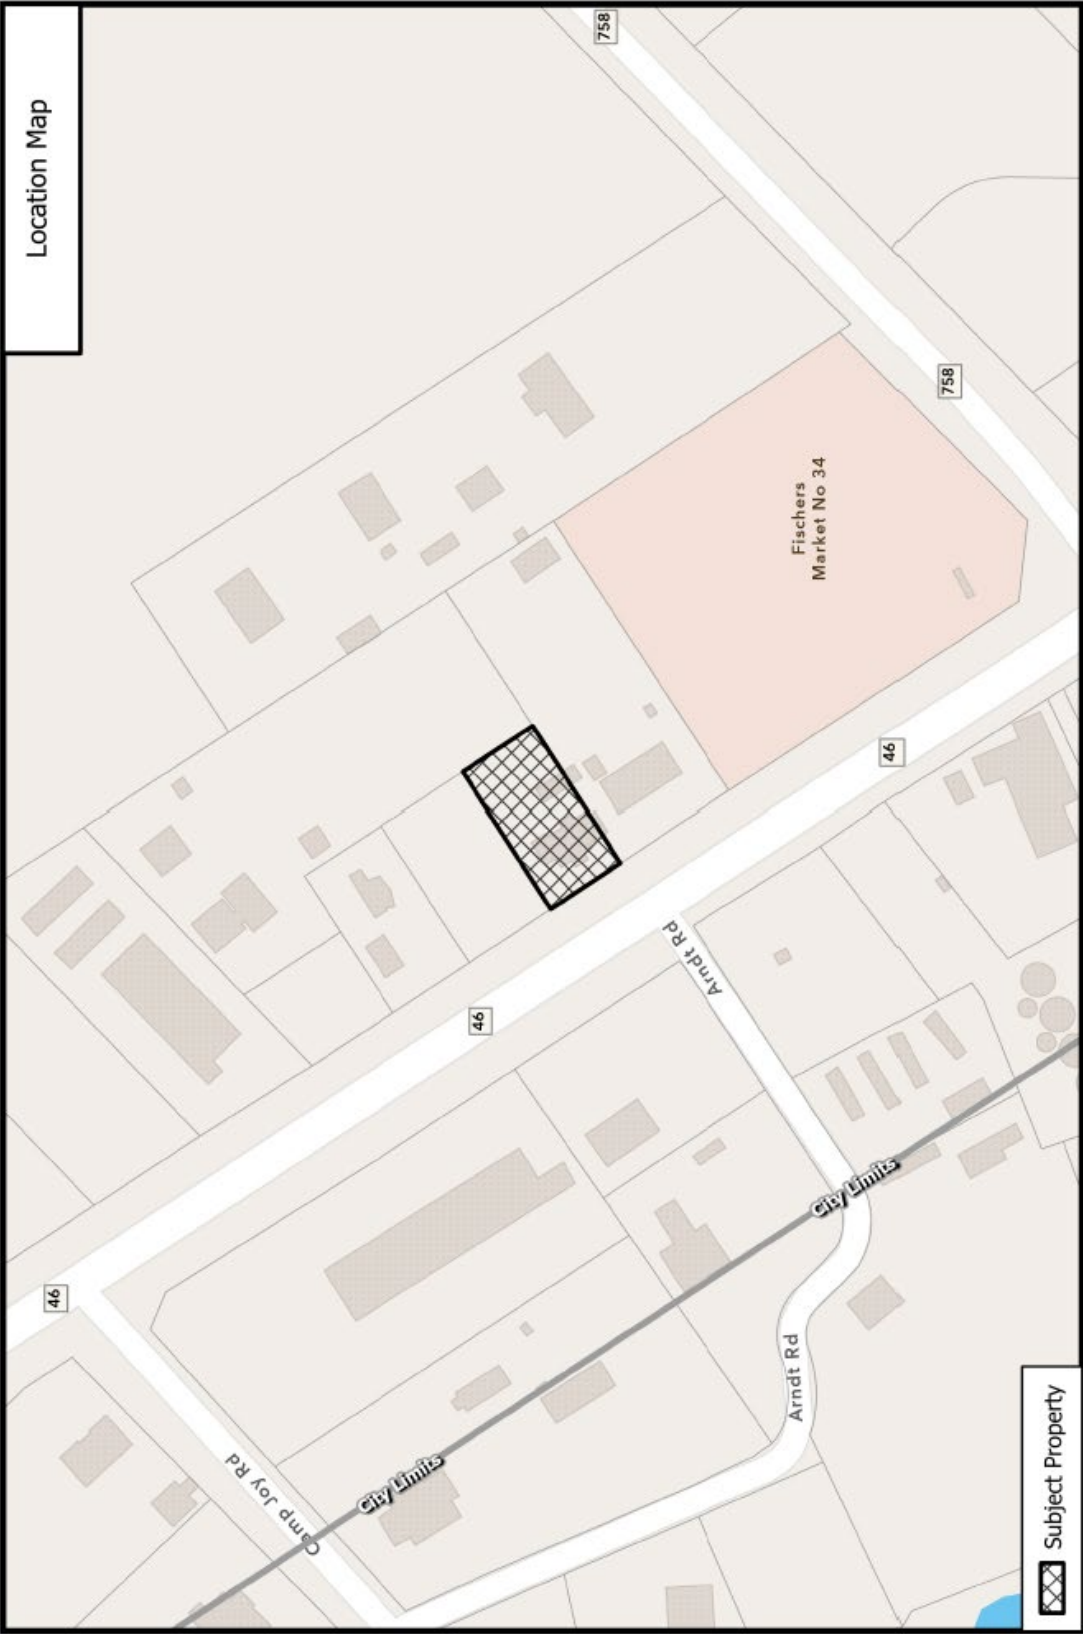 Location Map
758
758
Fischers
Market No 34
46
46
46
Arndt Rd
Arndt Rd
City Limits
City Limits
Camp Joy Rd
Subject Property